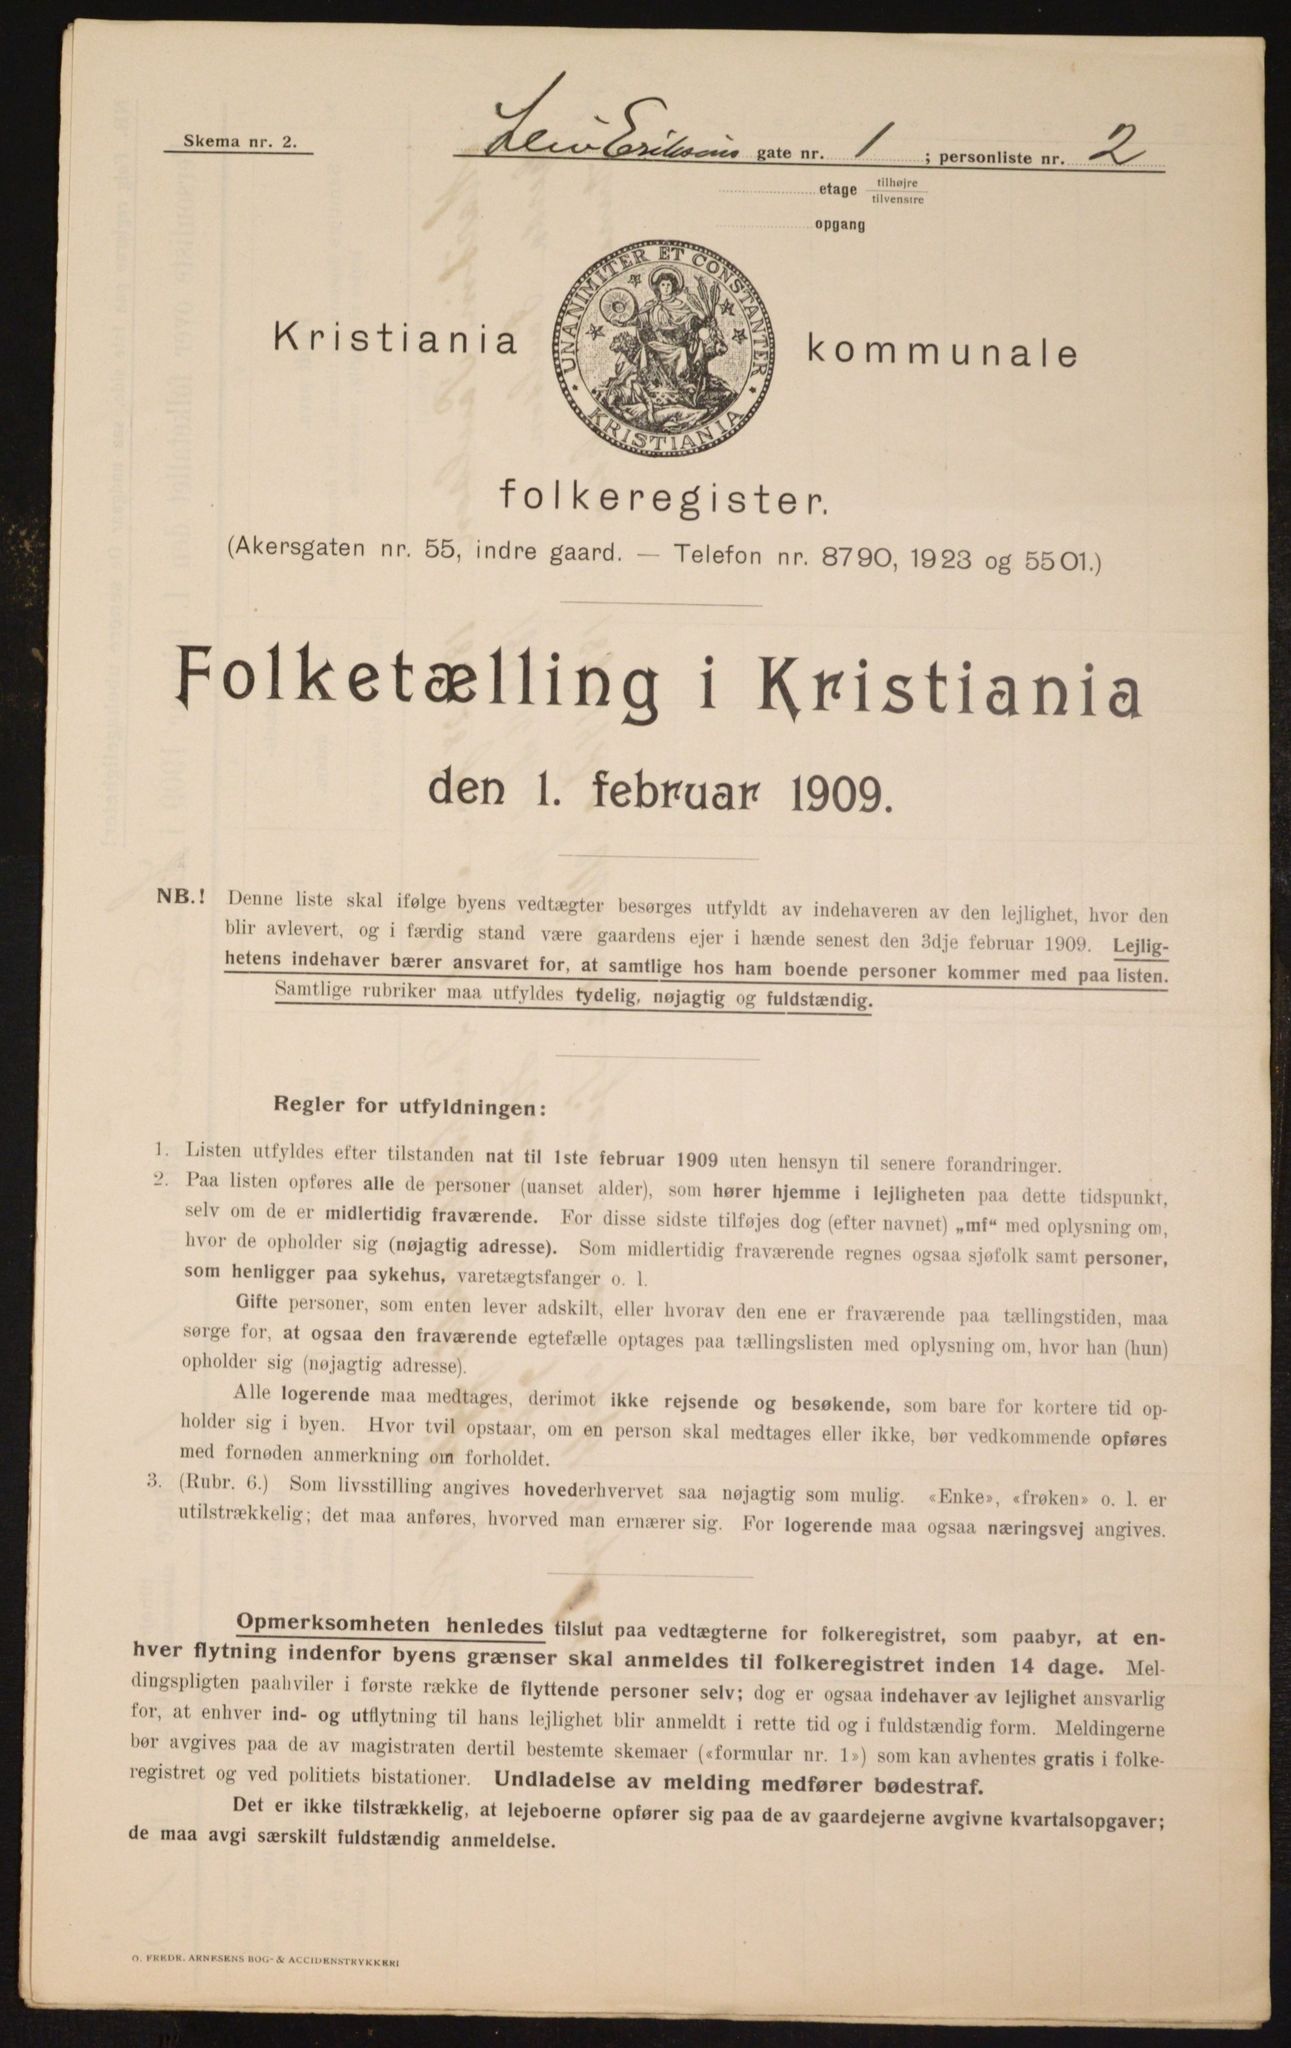 Skema nr. 2.
Leiv Eriksons gate nr. 1 ; personliste nr. 2
etage tilhøjre
tilvenstre
opgang
UNANIMITER ET CONSTANTER
KRISTIANIA
Kristiania kommunale
folkeregister.
(Akersgaten nr. 55, indre gaard. — Telefon nr. 8790, 1923 og 5501.)
Folketælling i Kristiania
den 1. februar 1909.
NB.! Denne liste skal ifølge byens vedtægter besørges utfyldt av indehaveren av den lejlighet, hvor den
blir avlevert, og i færdig stand være gaardens ejer i hænde senest den 3dje februar 1909. Lejlig-
hetens indehaver bærer ansvaret for, at samtlige hos ham boende personer kommer med paa listen.
Samtlige rubriker maa utfyldes tydelig, nøjagtig og fuldstændig.
Regler for utfyldningen:
1. Listen utfyldes efter tilstanden nat til 1ste februar 1909 uten hensyn til senere forandringer.
2. Paa listen opføres alle de personer (uanset alder), som hører hjemme i lejligheten paa dette tidspunkt,
selv om de er midlertidig fraværende. For disse sidste tilføjes dog (efter navnet) „mf“ med oplysning om,
hvor de opholder sig (nøjagtig adresse). Som midlertidig fraværende regnes ogsaa sjøfolk samt personer,
som henligger paa sykehus, varetægtsfanger o. l.
Gifte personer, som enten lever adskilt, eller hvorav den ene er fraværende paa tællingstiden, maa
sørge for, at ogsaa den fraværende egtefælle optages paa tællingslisten med oplysning om, hvor han (hun)
opholder sig (nøjagtig adresse).
Alle logerende maa medtages, derimot ikke rejsende og besøkende, som bare for kortere tid op-
holder sig i byen. Hvor tvil opstaar, om en person skal medtages eller ikke, bør vedkommende opføres
med fornøden anmerkning om forholdet.
3. (Rubr. 6.) Som livsstilling angives hovederhvervet saa nøjagtig som mulig. «Enke», «frøken» o. l. er
utilstrækkelig; det maa anføres, hvorved man ernærer sig. For logerende maa ogsaa næringsvej angives.
Opmerksomheten henledes tilslut paa vedtægterne for folkeregistret, som paabyr, at en-
hver flytning indenfor byens grænser skal anmeldes til folkeregistret inden 14 dage. Mel-
dingspligten paahviler i første række de flyttende personer selv; dog er ogsaa indehaver av lejlighet ansvarlig
for, at enhver ind- og utflytning til hans lejlighet blir anmeldt i rette tid og i fuldstændig form. Meldingerne
bør avgives paa de av magistraten dertil bestemte skemaer («formular nr. 1») som kan avhentes gratis i folke-
registret og ved politiets bistationer. Undladelse av melding medfører bødestraf.
Det er ikke tilstrækkelig, at lejeboerne opfører sig paa de av gaardejerne avgivne kvartalsopgaver;
de maa avgi særskilt fuldstændig anmeldelse.
O. FREDR. ARNESENS BOG- & ACCIDENSTRYKKERI